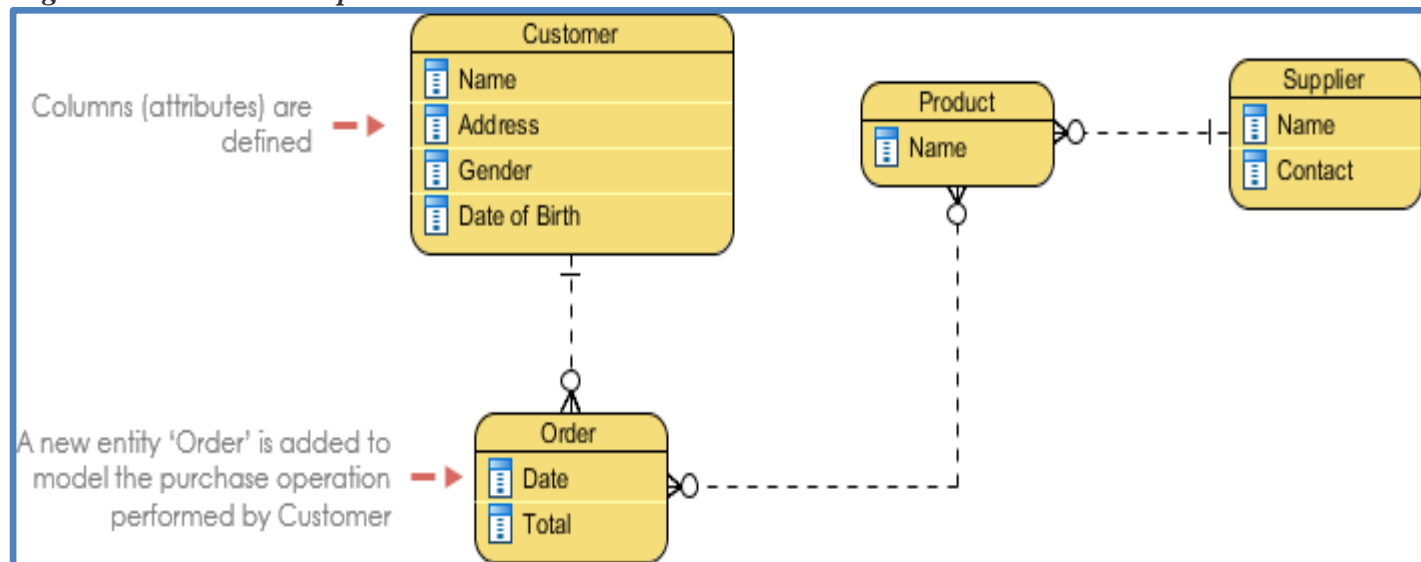 Customer
Name
Address
Gender
Date of Birth
Columns (attributes) are
defined
Product
Name
Supplier
Name
Contact
A new entity ‘Order’ is added to
model the purchase operation
performed by Customer
Order
Date
Total